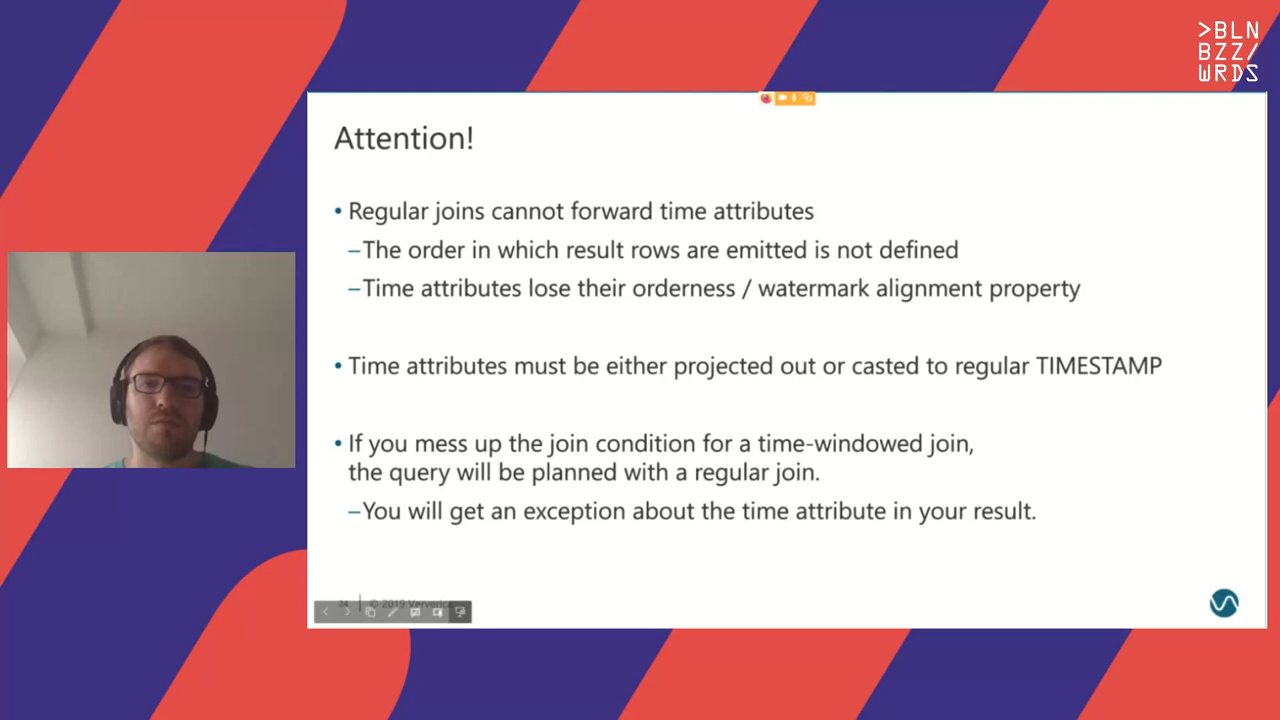 >BLN
BZZ/
WRDS
Attention!
• Regular joins cannot forward time attributes
–The order in which result rows are emitted is not defined
–Time attributes lose their orderness / watermark alignment property
• Time attributes must be either projected out or casted to regular TIMESTAMP
• If you mess up the join condition for a time-windowed join,
the query will be planned with a regular join.
–You will get an exception about the time attribute in your result.
24 | © 2019 Ververica